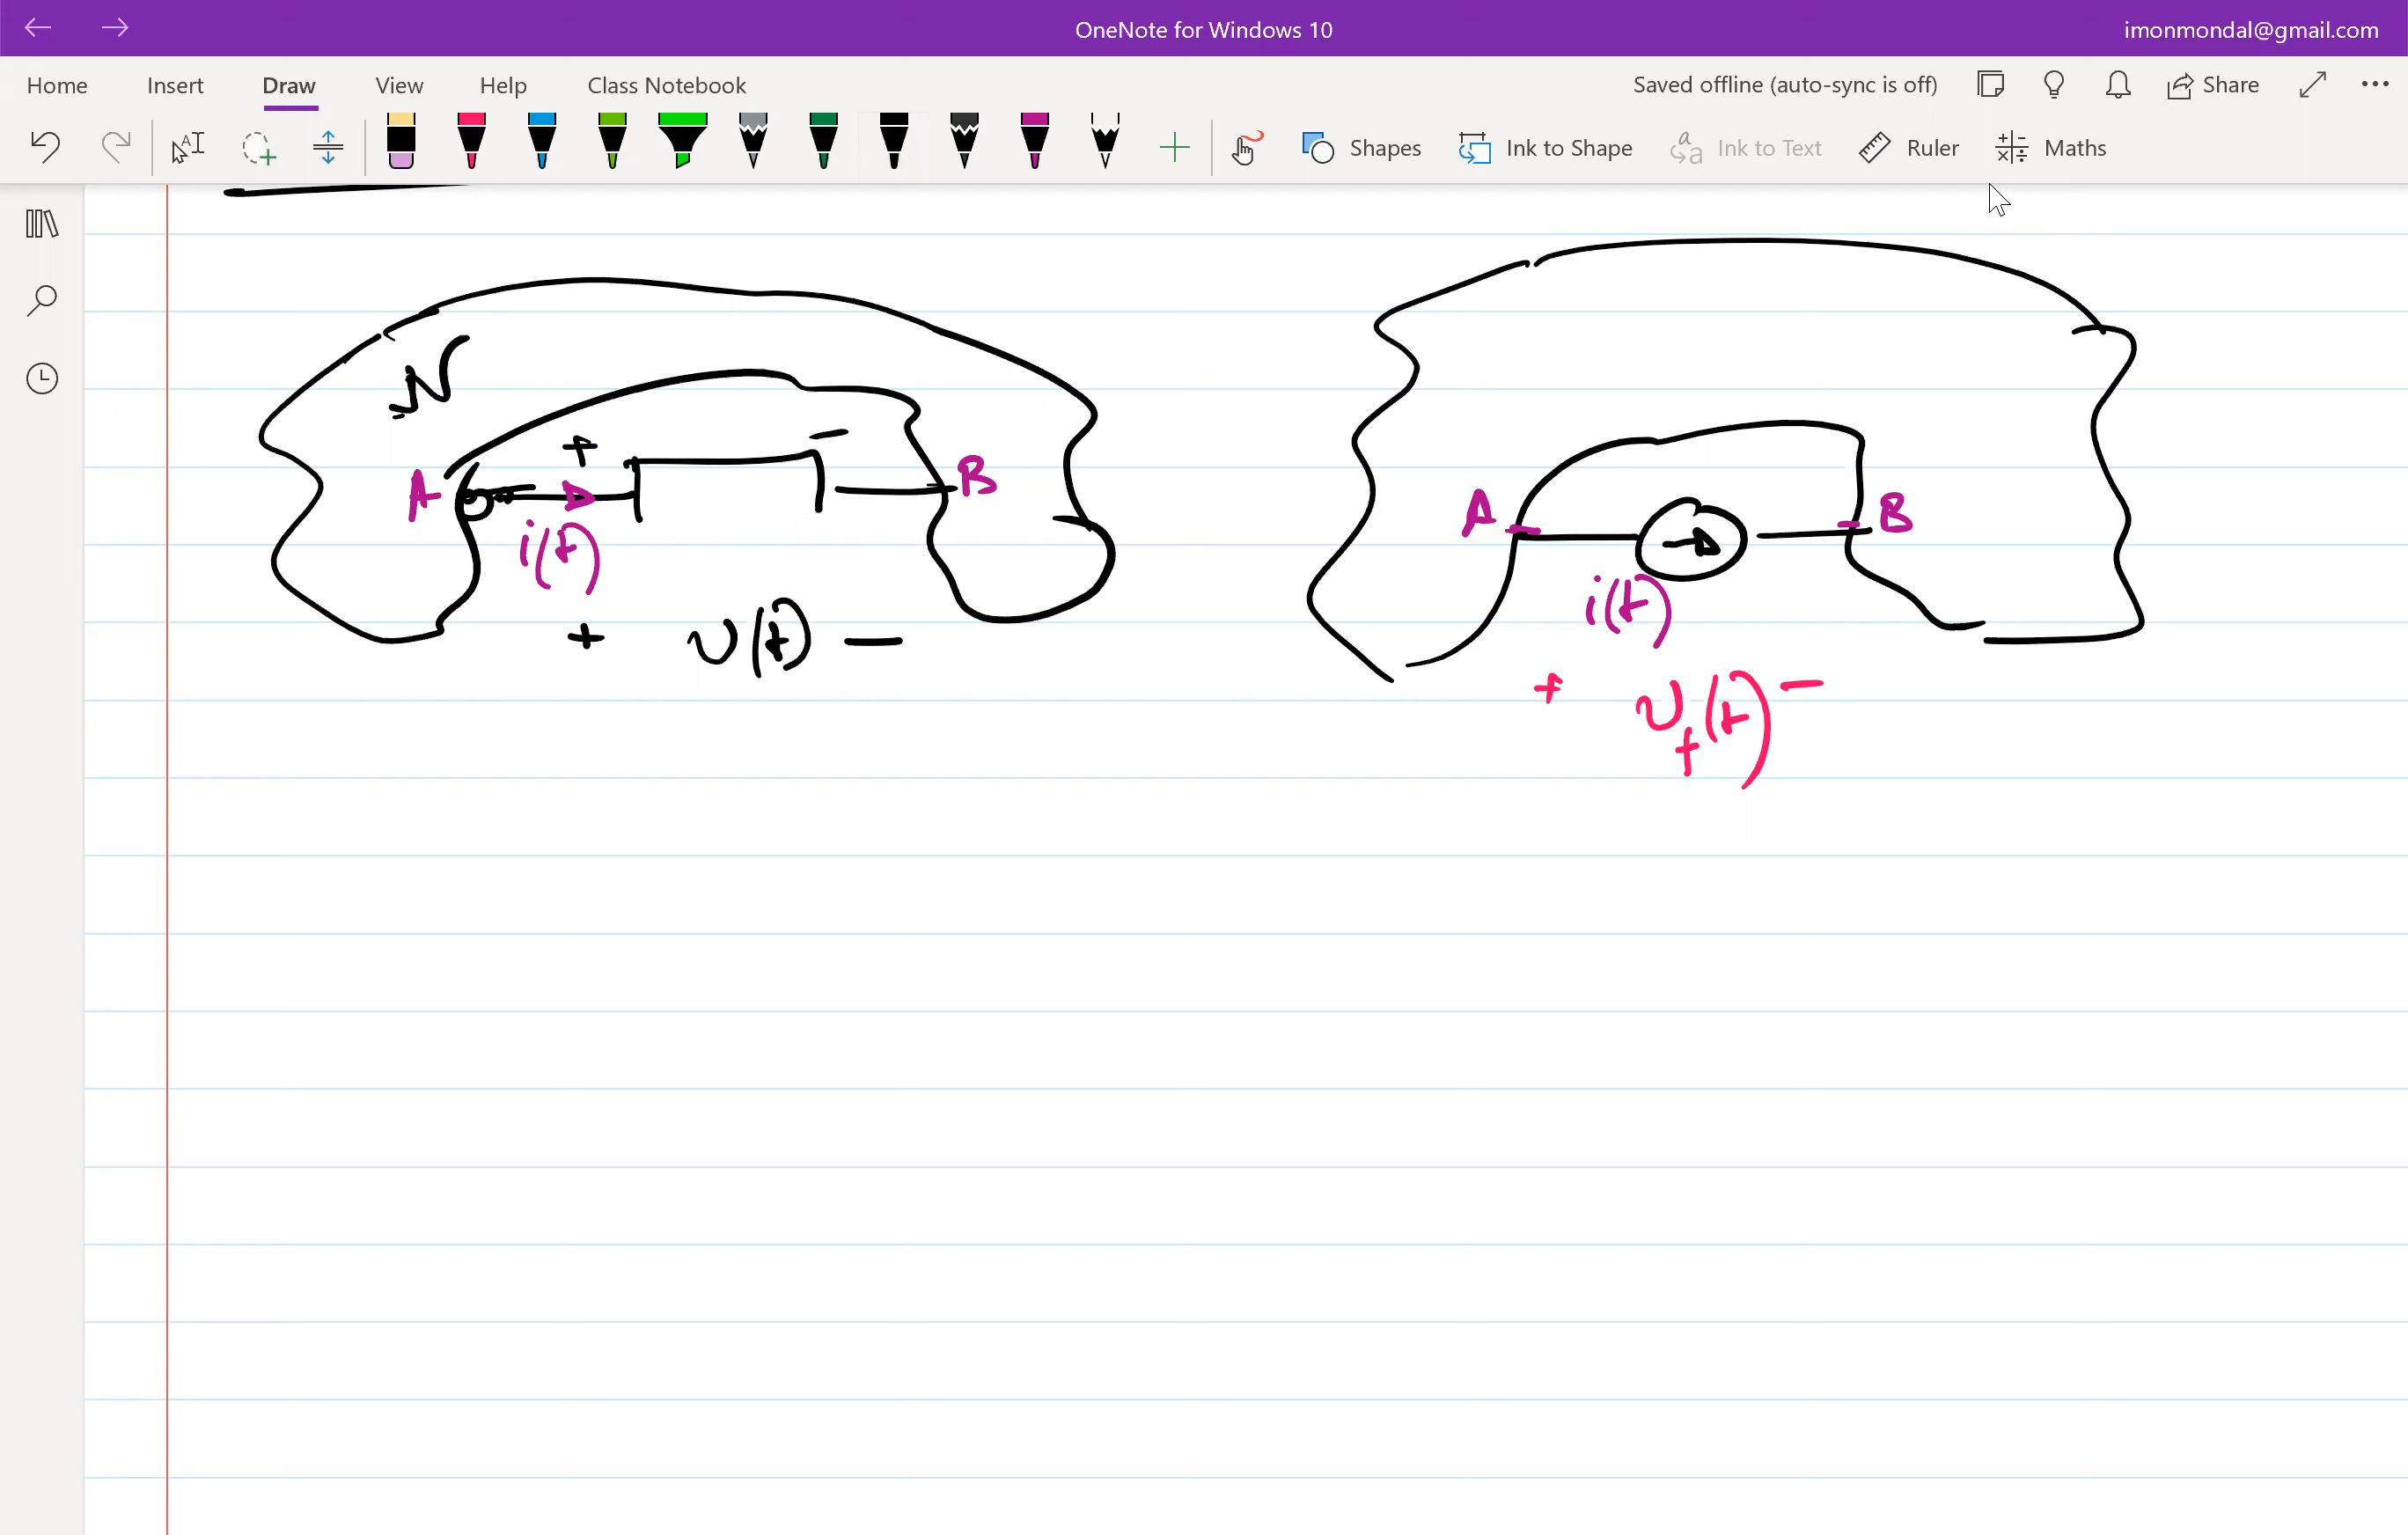 OneNote for Windows 10
imonmondal@gmail.com
Home Insert Draw View Help Class Notebook
Saved offline (auto-sync is off) Share
Shapes Ink to Shape Ink to Text Ruler Maths
N
+ −
A B
i(t)
+ v(t) −
A B
i(t)
+ v_t(t) −